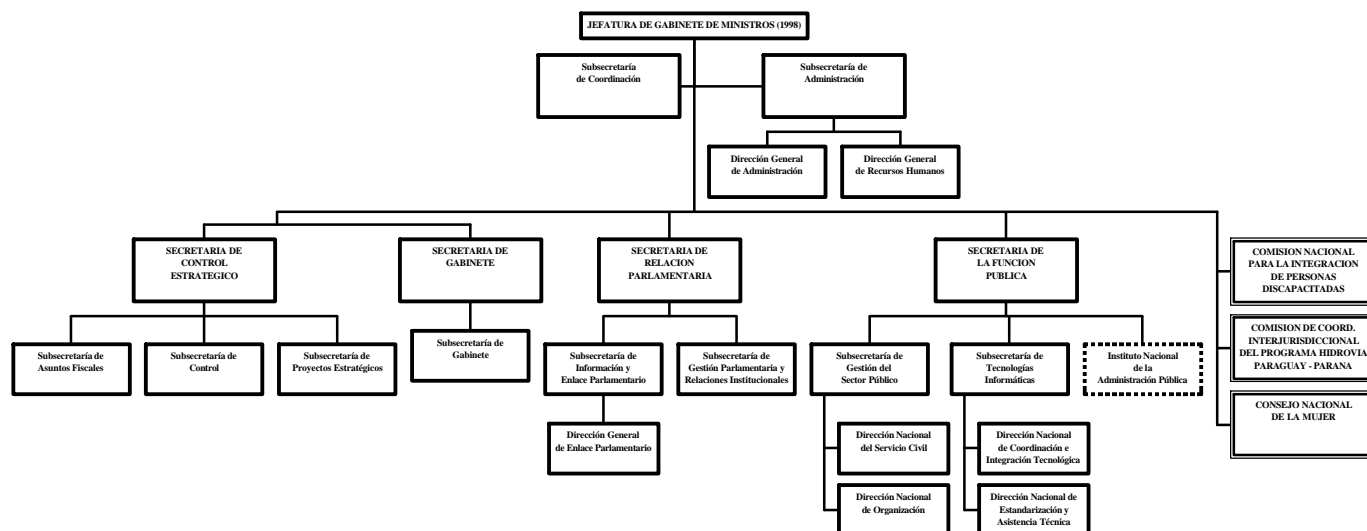 JEFATURA DE GABINETE DE MINISTROS (1998)
Subsecretaría
de Coordinación
Subsecretaría de
Administración
Dirección General
de Administración
Dirección General
de Recursos Humanos
SECRETARIA DE
CONTROL
ESTRATEGICO
SECRETARIA DE
GABINETE
SECRETARIA DE
RELACION
PARLAMENTARIA
SECRETARIA DE
LA FUNCION
PUBLICA
COMISION NACIONAL
PARA LA INTEGRACION
DE PERSONAS
DISCAPACITADAS
Subsecretaría de
Asuntos Fiscales
Subsecretaría de
Control
Subsecretaría de
Proyectos Estratégicos
Subsecretaría de
Gabinete
Subsecretaría de
Información y
Enlace Parlamentario
Subsecretaría de
Gestión Parlamentaria y
Relaciones Institucionales
Subsecretaría de
Gestión del
Sector Público
Subsecretaría de
Tecnologías
Informáticas
Instituto Nacional
de la
Administración Pública
COMISION DE COORD.
INTERJURISDICCIONAL
DEL PROGRAMA HIDROVIA
PARAGUAY - PARANA
Dirección General
de Enlace Parlamentario
Dirección Nacional
del Servicio Civil
Dirección Nacional
de Coordinación e
Integración Tecnológica
CONSEJO NACIONAL
DE LA MUJER
Dirección Nacional
de Organización
Dirección Nacional de
Estandarización y
Asistencia Técnica